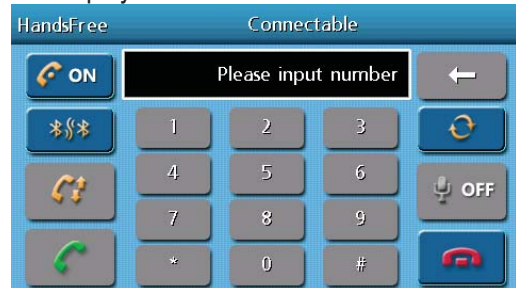 HandsFree Connectable
ON Please input number
1 2 3
4 5 6
OFF
7 8 9
* 0 #